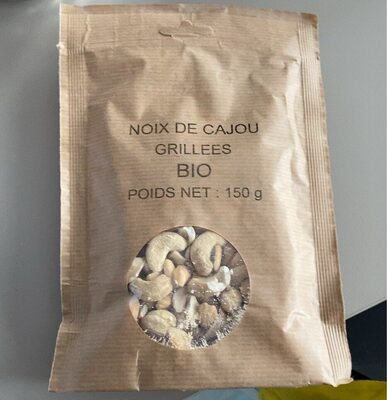 NOIX DE CAJOU
GRILLEES
BIO
POIDS NET : 150 g